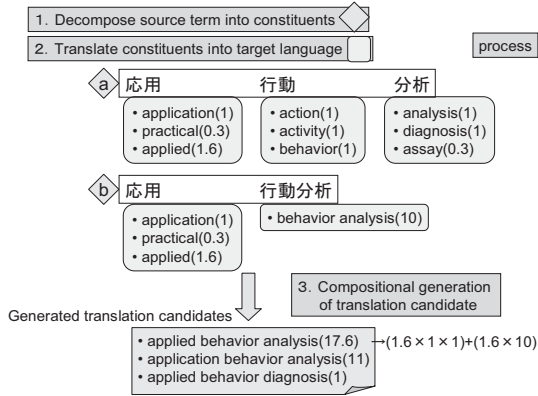 1. Decompose source term into constituents
2. Translate constituents into target language
process
a 応用 行動 分析
• application(1) • action(1) • analysis(1)
• practical(0.3) • activity(1) • diagnosis(1)
• applied(1.6) • behavior(1) • assay(0.3)
b 応用 行動分析
• application(1) • behavior analysis(10)
• practical(0.3)
• applied(1.6)
3. Compositional generation
of translation candidate
Generated translation candidates
• applied behavior analysis(17.6) →(1.6×1×1)+(1.6×10)
• application behavior analysis(11)
• applied behavior diagnosis(1)